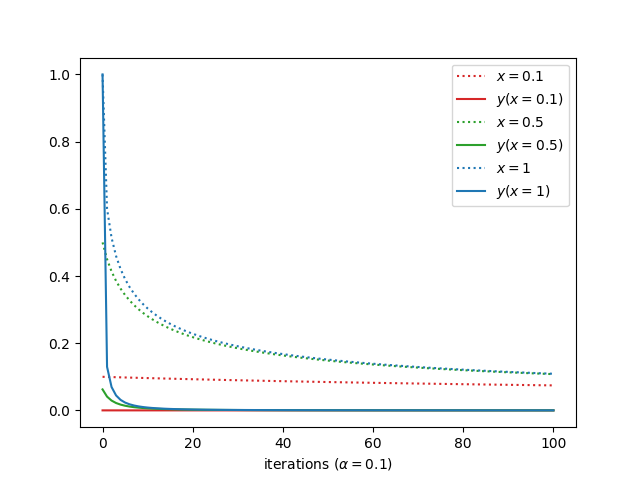 1.0
0.8
0.6
0.4
0.2
0.0
0 20 40 60 80 100
iterations (α = 0.1)
x = 0.1
y(x = 0.1)
x = 0.5
y(x = 0.5)
x = 1
y(x = 1)